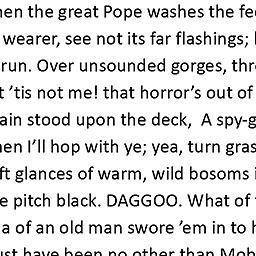 hen the great Pope washes the fee
wearer, see not its far flashings;
run. Over unsounded gorges, thr
t ’tis not me! that horror’s out of
ain stood upon the deck,  A spy-g
nen I’ll hop with ye; yea, turn gras
ft glances of warm, wild bosoms i
e pitch black. DAGGOO. What of
a of an old man swore ’em in to h
ust have been no other than Mob